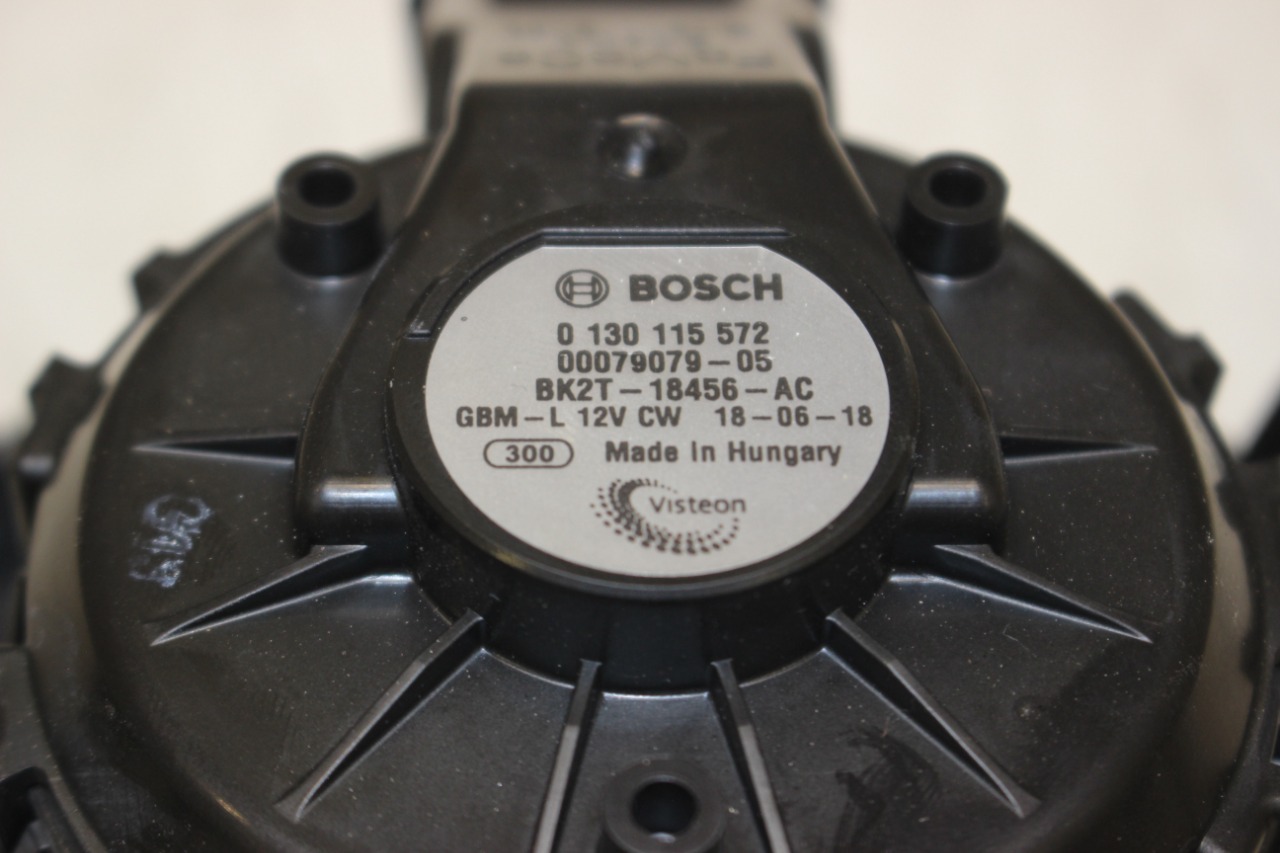 BOSCH
0 130 115 572
00079079-05
BK2T-18456-AC
GBM-L 12V CW 18-06-18
300 Made In Hungary
Visteon